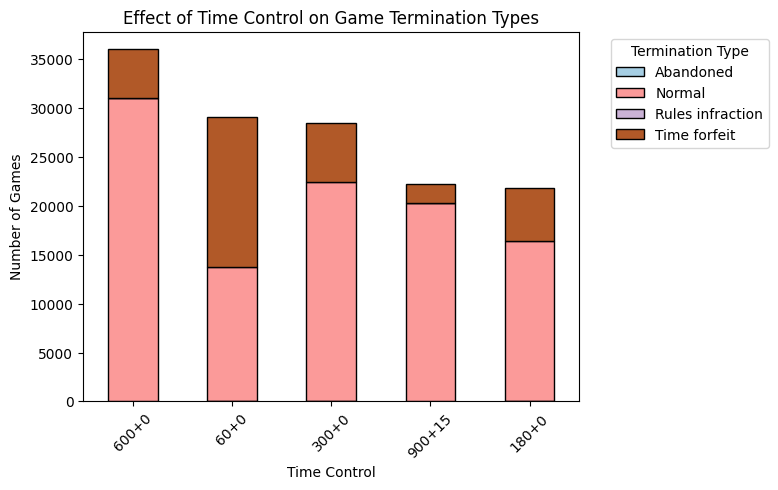 Effect of Time Control on Game Termination Types
Termination Type
Abandoned
Normal
Rules infraction
Time forfeit
Number of Games
35000
30000
25000
20000
15000
10000
5000
0
600+0
60+0
300+0
900+15
180+0
Time Control